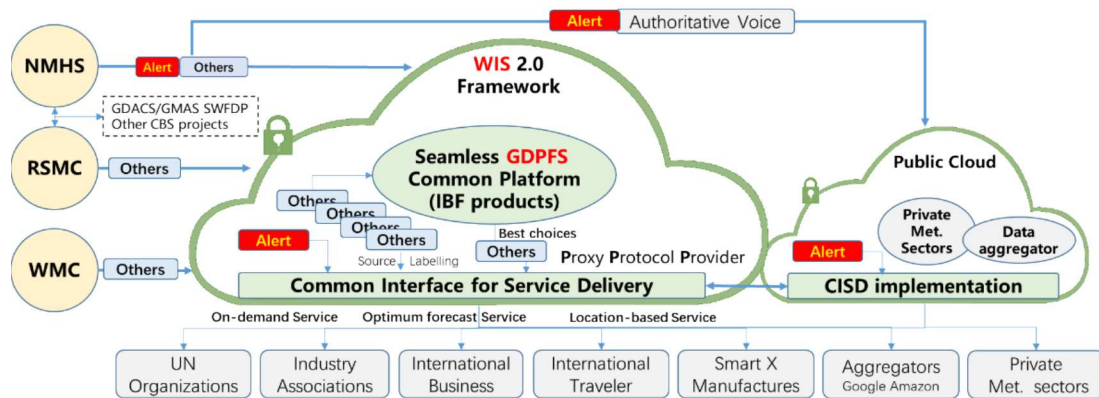 Alert Authoritative Voice
NMHS
Alert Others
WIS 2.0
Framework
GDACS/GMAS SWFDP
Other CBS projects
RSMC
Others
Seamless GDPFS
Common Platform
(IBF products)
Public Cloud
Others
Others
Others
Others
Best choices
Private
Met.
Sectors
Data
aggregator
WMC
Others
Alert
Source Labelling
Others
Proxy Protocol Provider
Alert
Common Interface for Service Delivery
CISD implementation
On-demand Service
Optimum forecast Service
Location-based Service
UN
Organizations
Industry
Associations
International
Business
International
Traveler
Smart X
Manufactures
Aggregators
Google Amazon
Private
Met. sectors